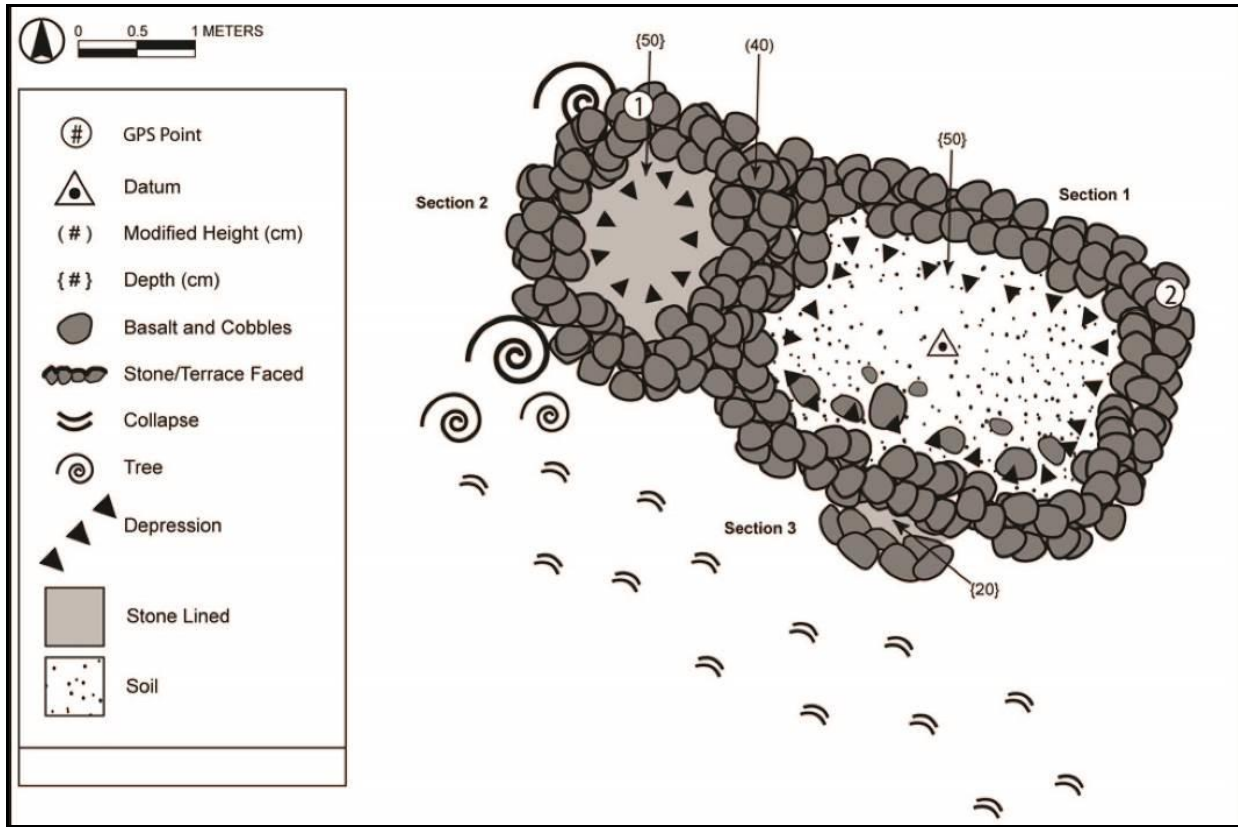 0 0.5 1 METERS
# GPS Point
Datum
(#) Modified Height (cm)
{#} Depth (cm)
Basalt and Cobbles
Stone/Terrace Faced
Collapse
Tree
Depression
Stone Lined
Soil
{50}
(40)
{50}
1
Section 2
Section 1
2
Section 3
{20}